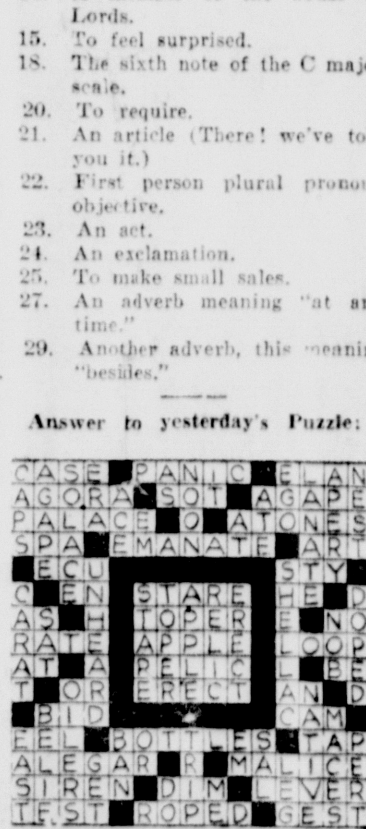 Lords.
15. To feel surprised.
18. The sixth note of the C
scale.
20. To require.
21. An article (There! we've
you it.)
22. First person plural
objective.
23. An act.
24. An exclamation.
25. To make small sales.
27. An adverb meaning "at
time."
29. Another adverb, this
"besides."
Answer to yesterday's Puzzle:
CASE PANIC ELAN
AGORA SOT AGAPE
PALACE O ATONES
SPA EMANATE ART
ECU STY
C EN STARE HE D
AS H TOPER E NO
RATE APPLE LOOP
AT A PELIC L BE
T OR ERECT AN D
BID CAM
EEL BOTTLES TAP
ALEGAR R MALICE
SIREN DIM LEVER
TEST ROPED GEST